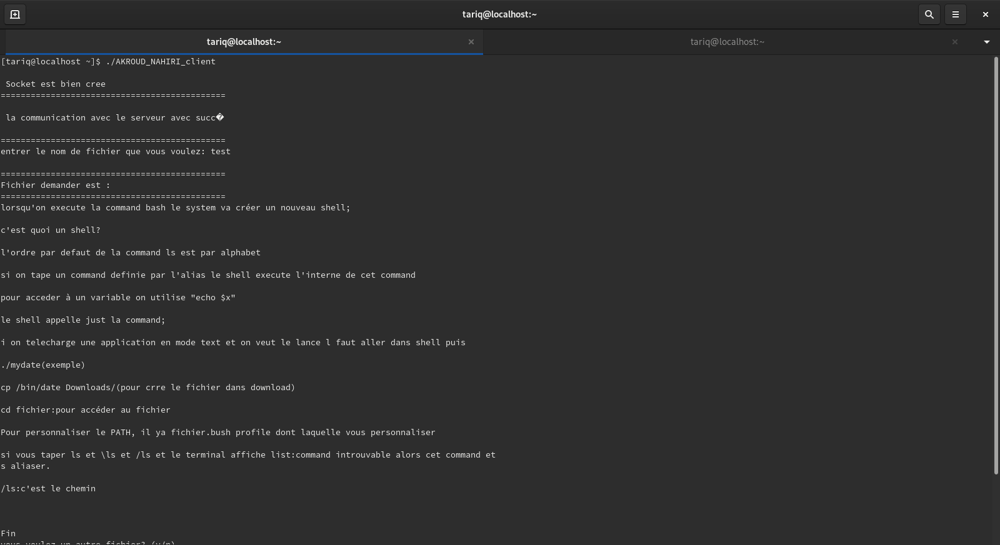 tariq@localhost:~
tariq@localhost:~
tariq@localhost:~
[tariq@localhost ~]$ ./AKROUD_NAHIRI_client
Socket est bien cree
=============================================
la communication avec le serveur avec succ�
=============================================
entrer le nom de fichier que vous voulez: test
=============================================
Fichier demander est :
=============================================
lorsqu'on execute la command bash le system va créer un nouveau shell;
c'est quoi un shell?
l'ordre par defaut de la command ls est par alphabet
si on tape un command definie par l'alias le shell execute l'interne de cet command
pour acceder à un variable on utilise "echo $x"
le shell appelle just la command;
i on telecharge une application en mode text et on veut le lance l faut aller dans shell puis
./mydate(exemple)
cp /bin/date Downloads/(pour crre le fichier dans download)
cd fichier:pour accéder au fichier
Pour personnaliser le PATH, il ya fichier.bush profile dont laquelle vous personnaliser
si vous taper ls et \ls et /ls et le terminal affiche list:command introuvable alors cet command et
s aliaser.
/ls:c'est le chemin
Fin
vous voulez un autre fichier? (y/n)